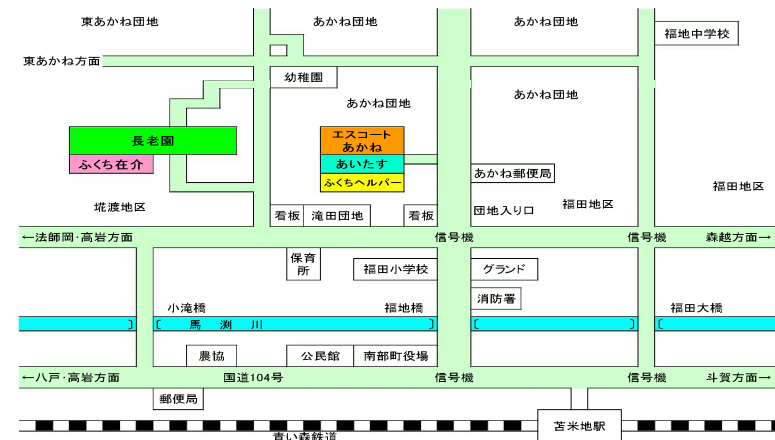 東あかね団地
あかね団地
あかね団地
福地中学校
東あかね方面
幼稚園
あかね団地
あかね団地
長老園
エスコート
あかね
ふくち在介
あいたす
ふくちヘルパー
あかね郵便局
福田地区
埖渡地区
看板
滝田団地
看板
団地入り口
福田地区
←法師岡・高岩方面
信号機
信号機
森越方面→
保育
所
福田小学校
グランド
消防署
小滝橋
福地橋
福田大橋
馬渕川
農協
公民館
南部町役場
←八戸・高岩方面
国道104号
信号機
信号機
斗賀方面→
郵便局
苫米地駅
青い森鉄道